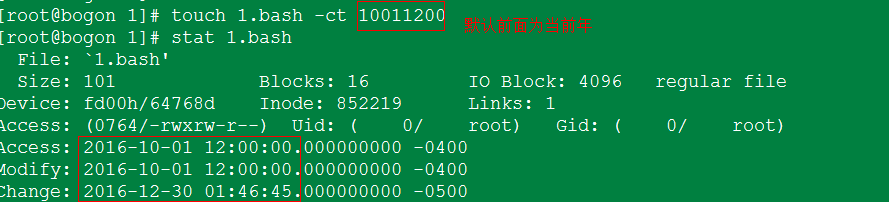 [root@bogon 1]# touch 1.bash -ct 10011200
[root@bogon 1]# stat 1.bash
File: `1.bash'
Size: 101 Blocks: 16 IO Block: 4096 regular file
Device: fd00h/64768d Inode: 852219 Links: 1
Access: (0764/-rwxrw-r--) Uid: ( 0/ root) Gid: ( 0/ root)
Access: 2016-10-01 12:00:00.000000000 -0400
Modify: 2016-10-01 12:00:00.000000000 -0400
Change: 2016-12-30 01:46:45.000000000 -0500